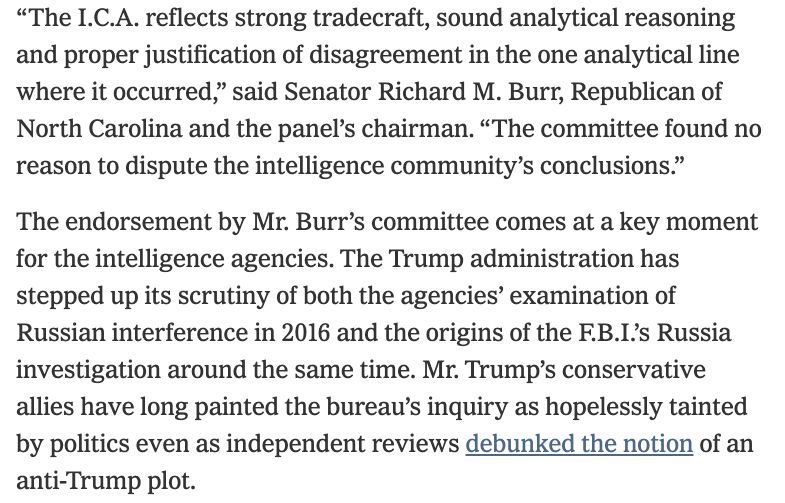 “The I.C.A. reflects strong tradecraft, sound analytical reasoning
and proper justification of disagreement in the one analytical line
where it occurred,” said Senator Richard M. Burr, Republican of
North Carolina and the panel’s chairman. “The committee found no
reason to dispute the intelligence community’s conclusions.”
The endorsement by Mr. Burr’s committee comes at a key moment
for the intelligence agencies. The Trump administration has
stepped up its scrutiny of both the agencies’ examination of
Russian interference in 2016 and the origins of the F.B.I.’s Russia
investigation around the same time. Mr. Trump’s conservative
allies have long painted the bureau’s inquiry as hopelessly tainted
by politics even as independent reviews debunked the notion of an
anti-Trump plot.